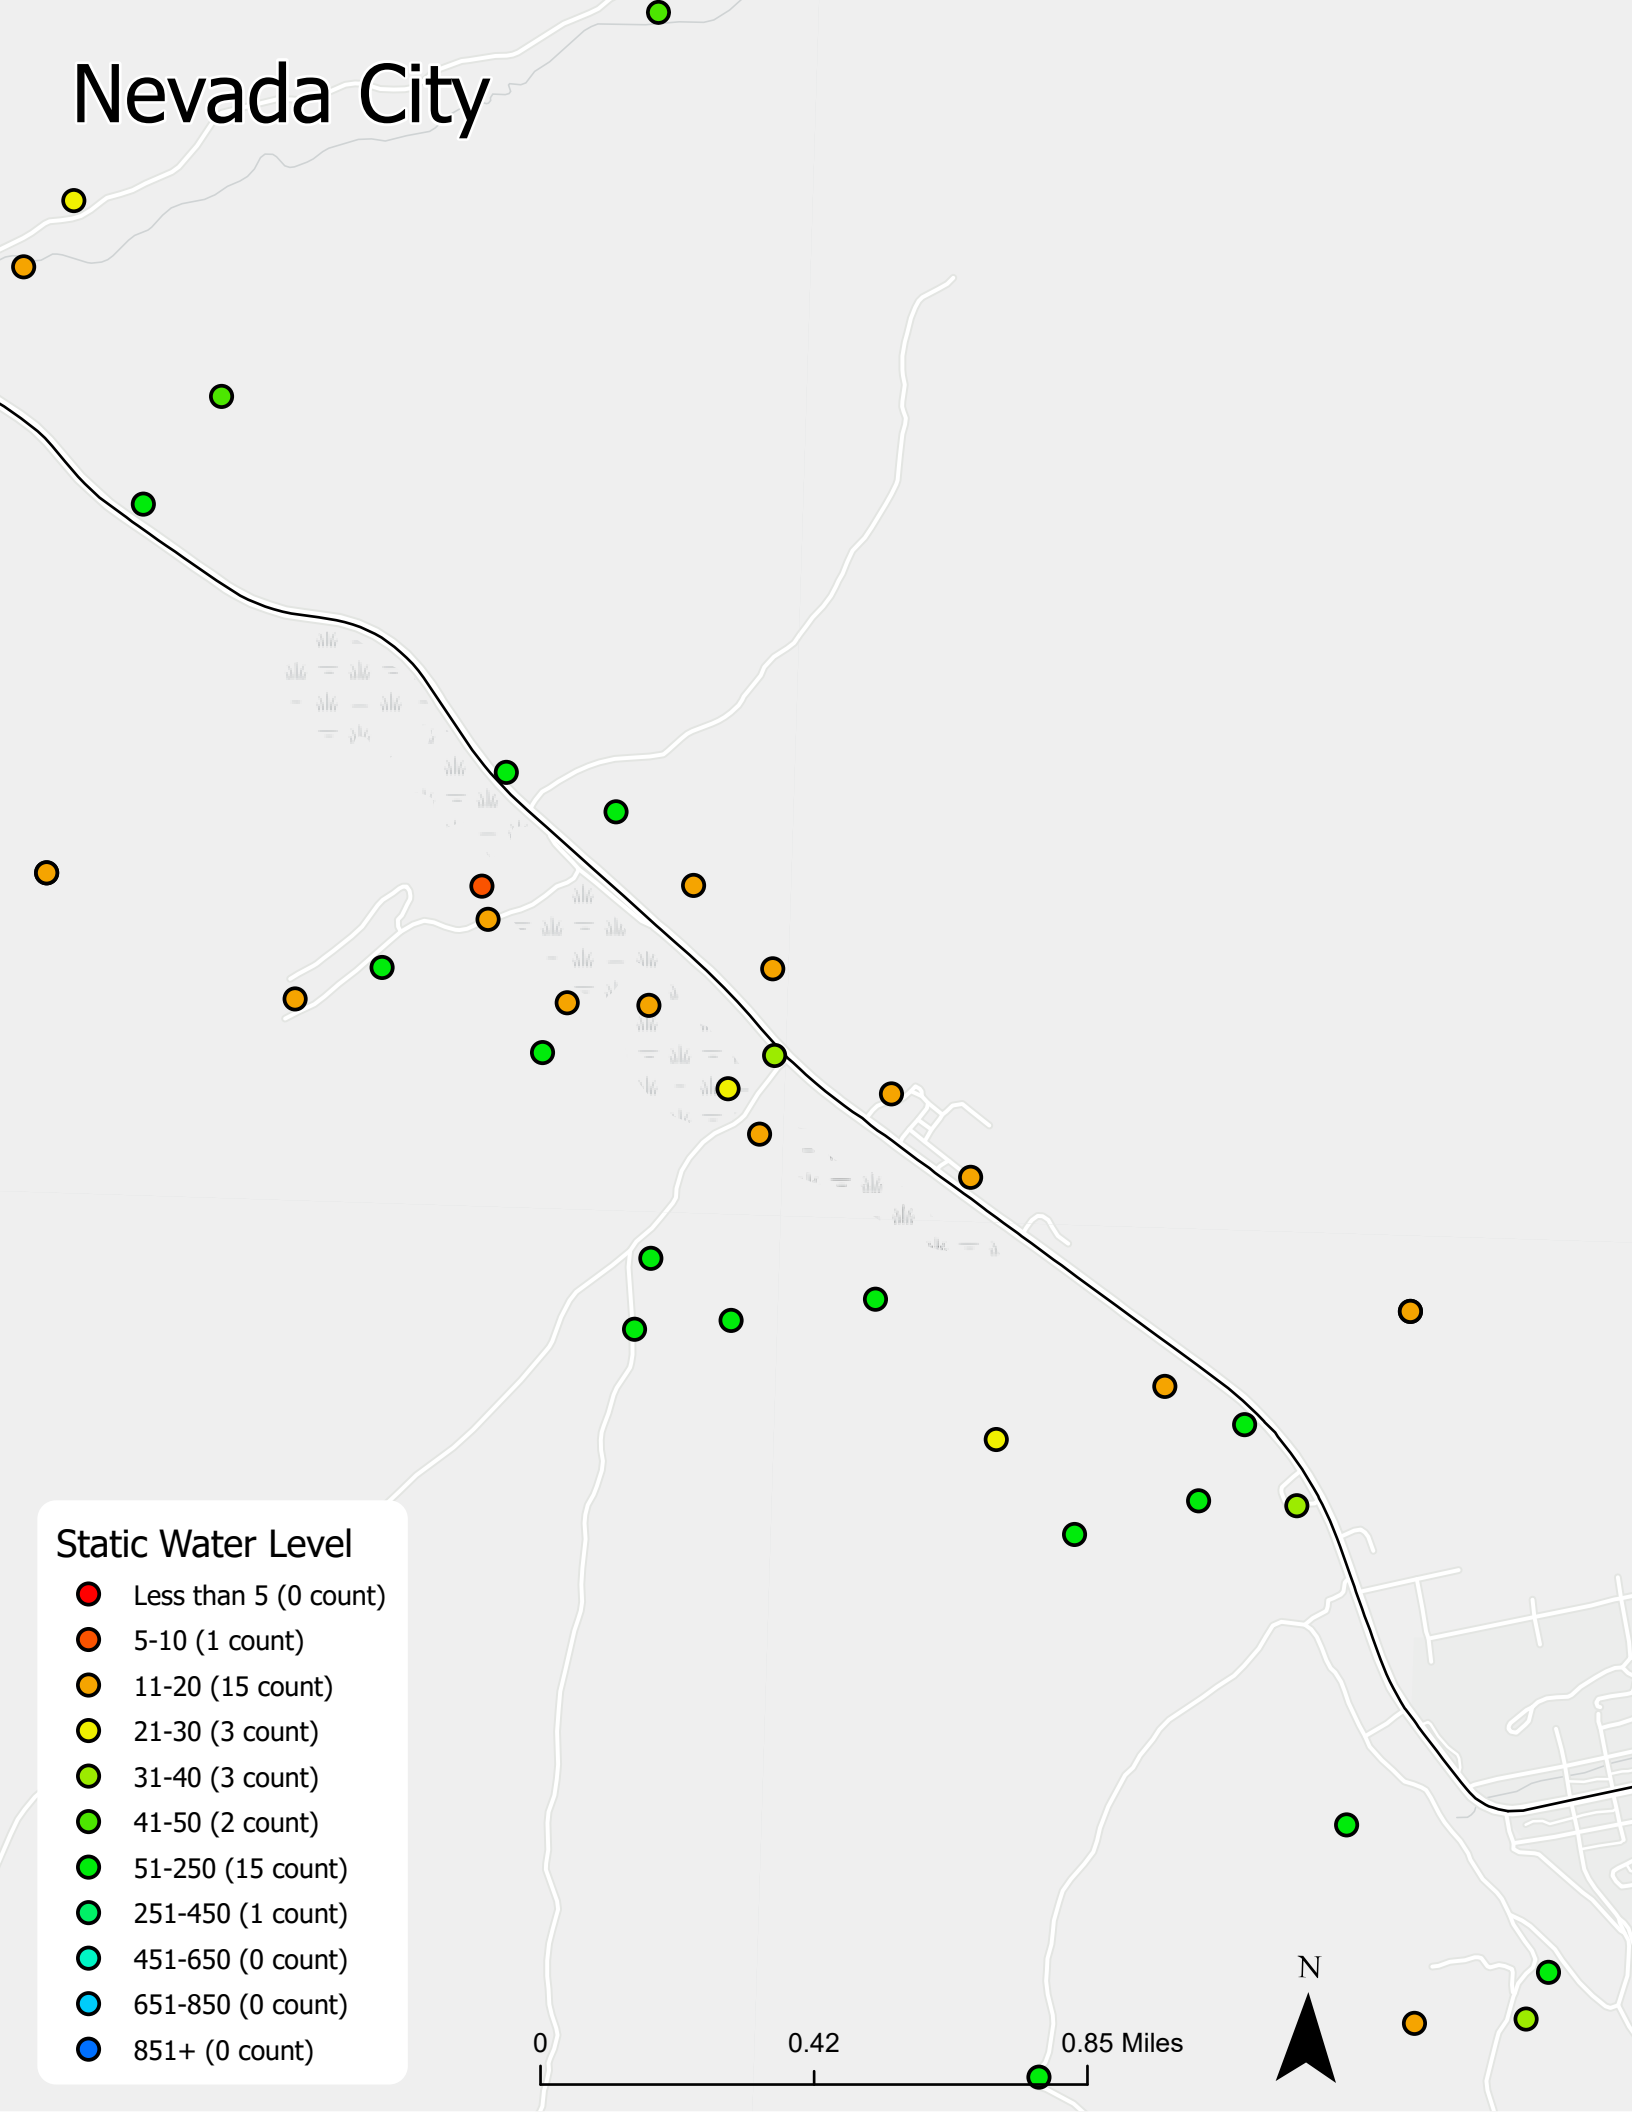 Nevada City
Static Water Level
Less than 5 (0 count)
5-10 (1 count)
11-20 (15 count)
21-30 (3 count)
31-40 (3 count)
41-50 (2 count)
51-250 (15 count)
251-450 (1 count)
451-650 (0 count)
651-850 (0 count)
851+ (0 count)
0 0.42 0.85 Miles
N